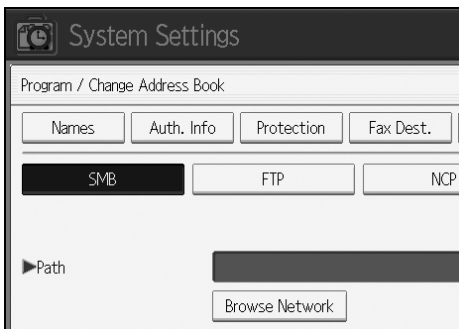 System Settings
Program / Change Address Book
Names Auth. Info Protection Fax Dest.
SMB FTP NCP
▶Path
Browse Network